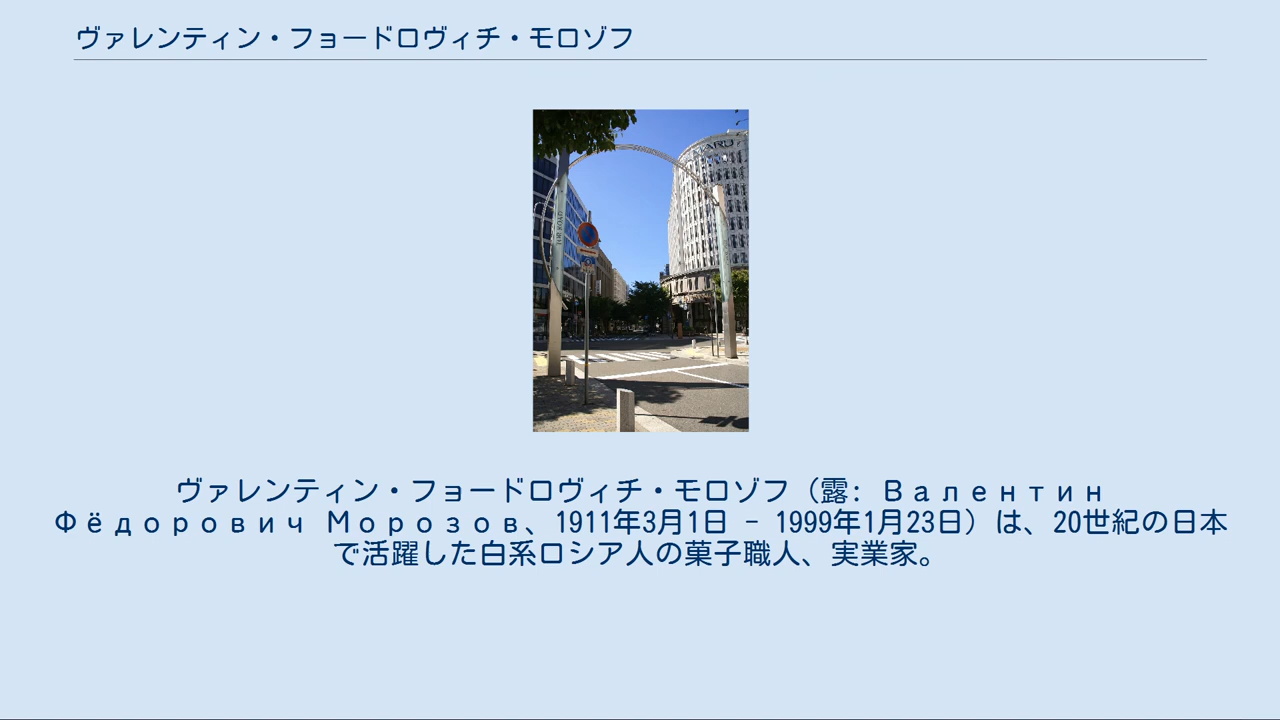 ヴァレンティン・フョードロヴィチ・モロゾフ
ヴァレンティン・フョードロヴィチ・モロゾフ（露: Валентин
Фёдорович Морозов、1911年3月1日 - 1999年1月23日）は、20世紀の日本
で活躍した白系ロシア人の菓子職人、実業家。